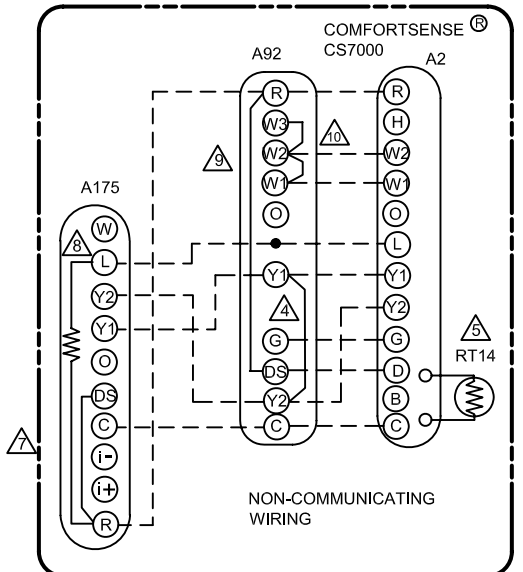 COMFORTSENSE ®
CS7000
A92
A2
R
W3
W2
W1
O
Y1
G
DS
Y2
C
9
10
4
R
H
W2
W1
O
L
Y1
Y2
G
D
B
C
5
RT14
A175
W
L
Y2
Y1
O
DS
C
i-
i+
R
8
7
NON-COMMUNICATING
WIRING